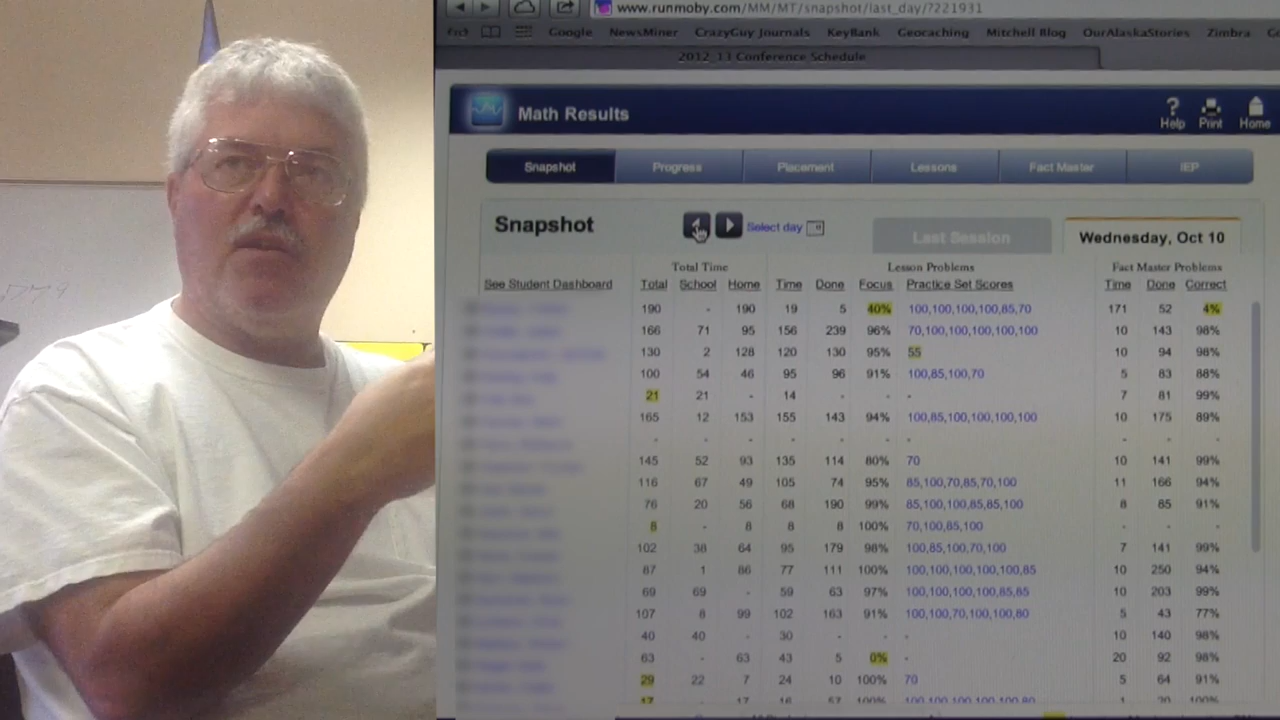 www.runmoby.com/MM/MT/snapshot/last_day/7221931
Google NewsMiner CrazyGuy Journals KeyBank Geocaching Mitchell Blog OurAlaskaStories Zimbra
2012_13 Conference Schedule
Math Results
Help Print Home
Snapshot Progress Placement Lessons Fact Master IEP
Snapshot Select day Last Session Wednesday, Oct 10
Total Time Lesson Problems Fact Master Problems
See Student Dashboard Total School Home Time Done Focus Practice Set Scores Time Done Correct
190 - 190 19 5 40% 100,100,100,100,85,70 171 52 4%
166 71 95 156 239 96% 70,100,100,100,100,100 10 143 98%
130 2 128 120 130 95% 55 10 94 98%
100 54 46 95 96 91% 100,85,100,70 5 83 88%
21 21 - 14 - - - 7 81 99%
165 12 153 155 143 94% 100,85,100,100,100,100 10 175 89%
- - - - - - - - - -
145 52 93 135 114 80% 70 10 141 99%
116 67 49 105 74 95% 85,100,70,85,70,100 11 166 94%
76 20 56 68 190 99% 85,100,100,85,85,100 8 85 91%
8 - 8 8 8 100% 70,100,85,100 - - -
102 38 64 95 179 98% 100,85,100,70,100 7 141 99%
87 1 86 77 111 100% 100,100,100,100,100,85 10 250 94%
69 69 - 59 63 97% 100,100,100,100,85,85 10 203 99%
107 8 99 102 163 91% 100,100,70,100,100,80 5 43 77%
40 40 - 30 - - - 10 140 98%
63 - 63 43 5 0% - 20 92 98%
29 22 7 24 10 100% 70 5 64 91%
17 - 17 16 57 100% 100,100,100,100,100,80 1 20 100%